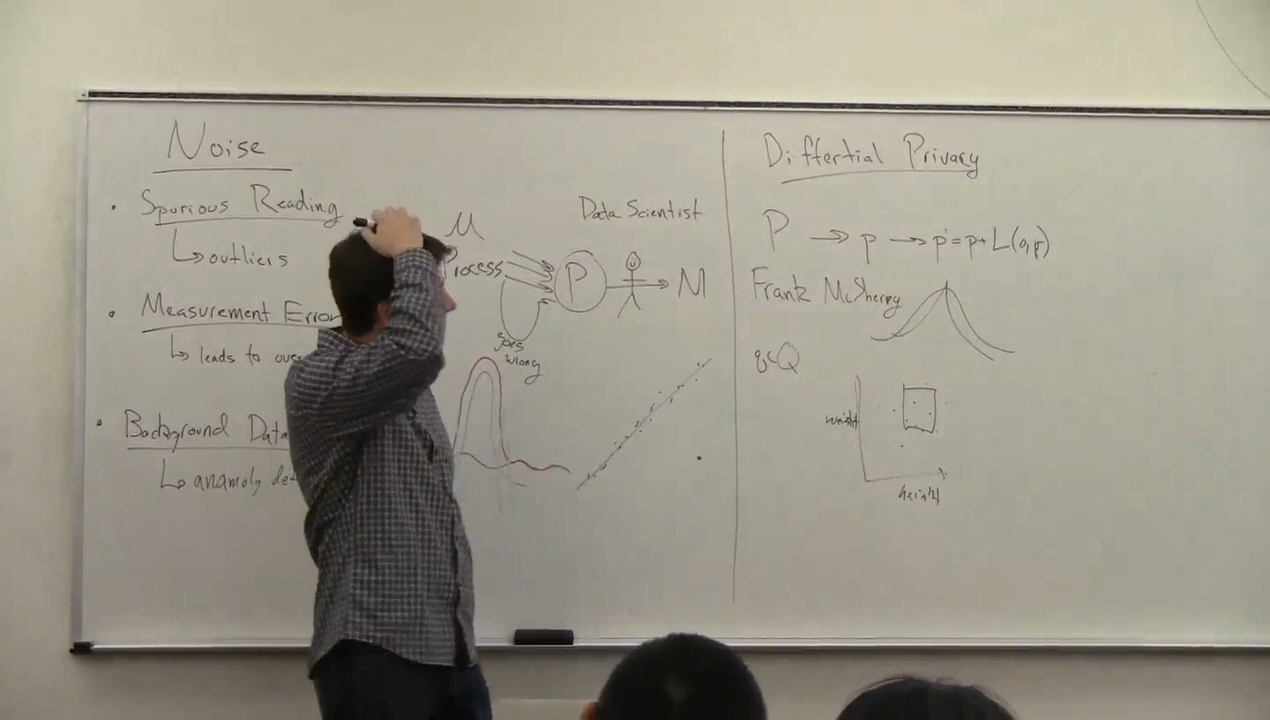 Noise
• Spurious Reading
↳ outliers
• Measurement Error
↳ leads to
• Background Data
↳ anamoly
M
Process
goes
wrong
P
Data Scientist
M
Differtial Privacy
P → p → p' = p + L(0,
Frank McSherry
q ∈ Q
height